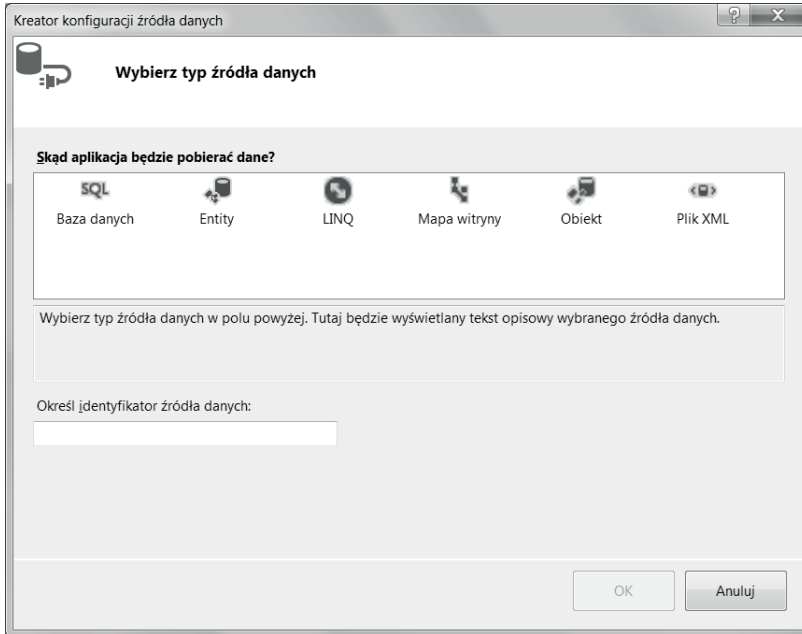 Kreator konfiguracji źródła danych
Wybierz typ źródła danych
Skąd aplikacja będzie pobierać dane?
SQL
Baza danych Entity LINQ Mapa witryny Obiekt Plik XML
Wybierz typ źródła danych w polu powyżej. Tutaj będzie wyświetlany tekst opisowy wybranego źródła danych.
Określ identyfikator źródła danych:
OK Anuluj